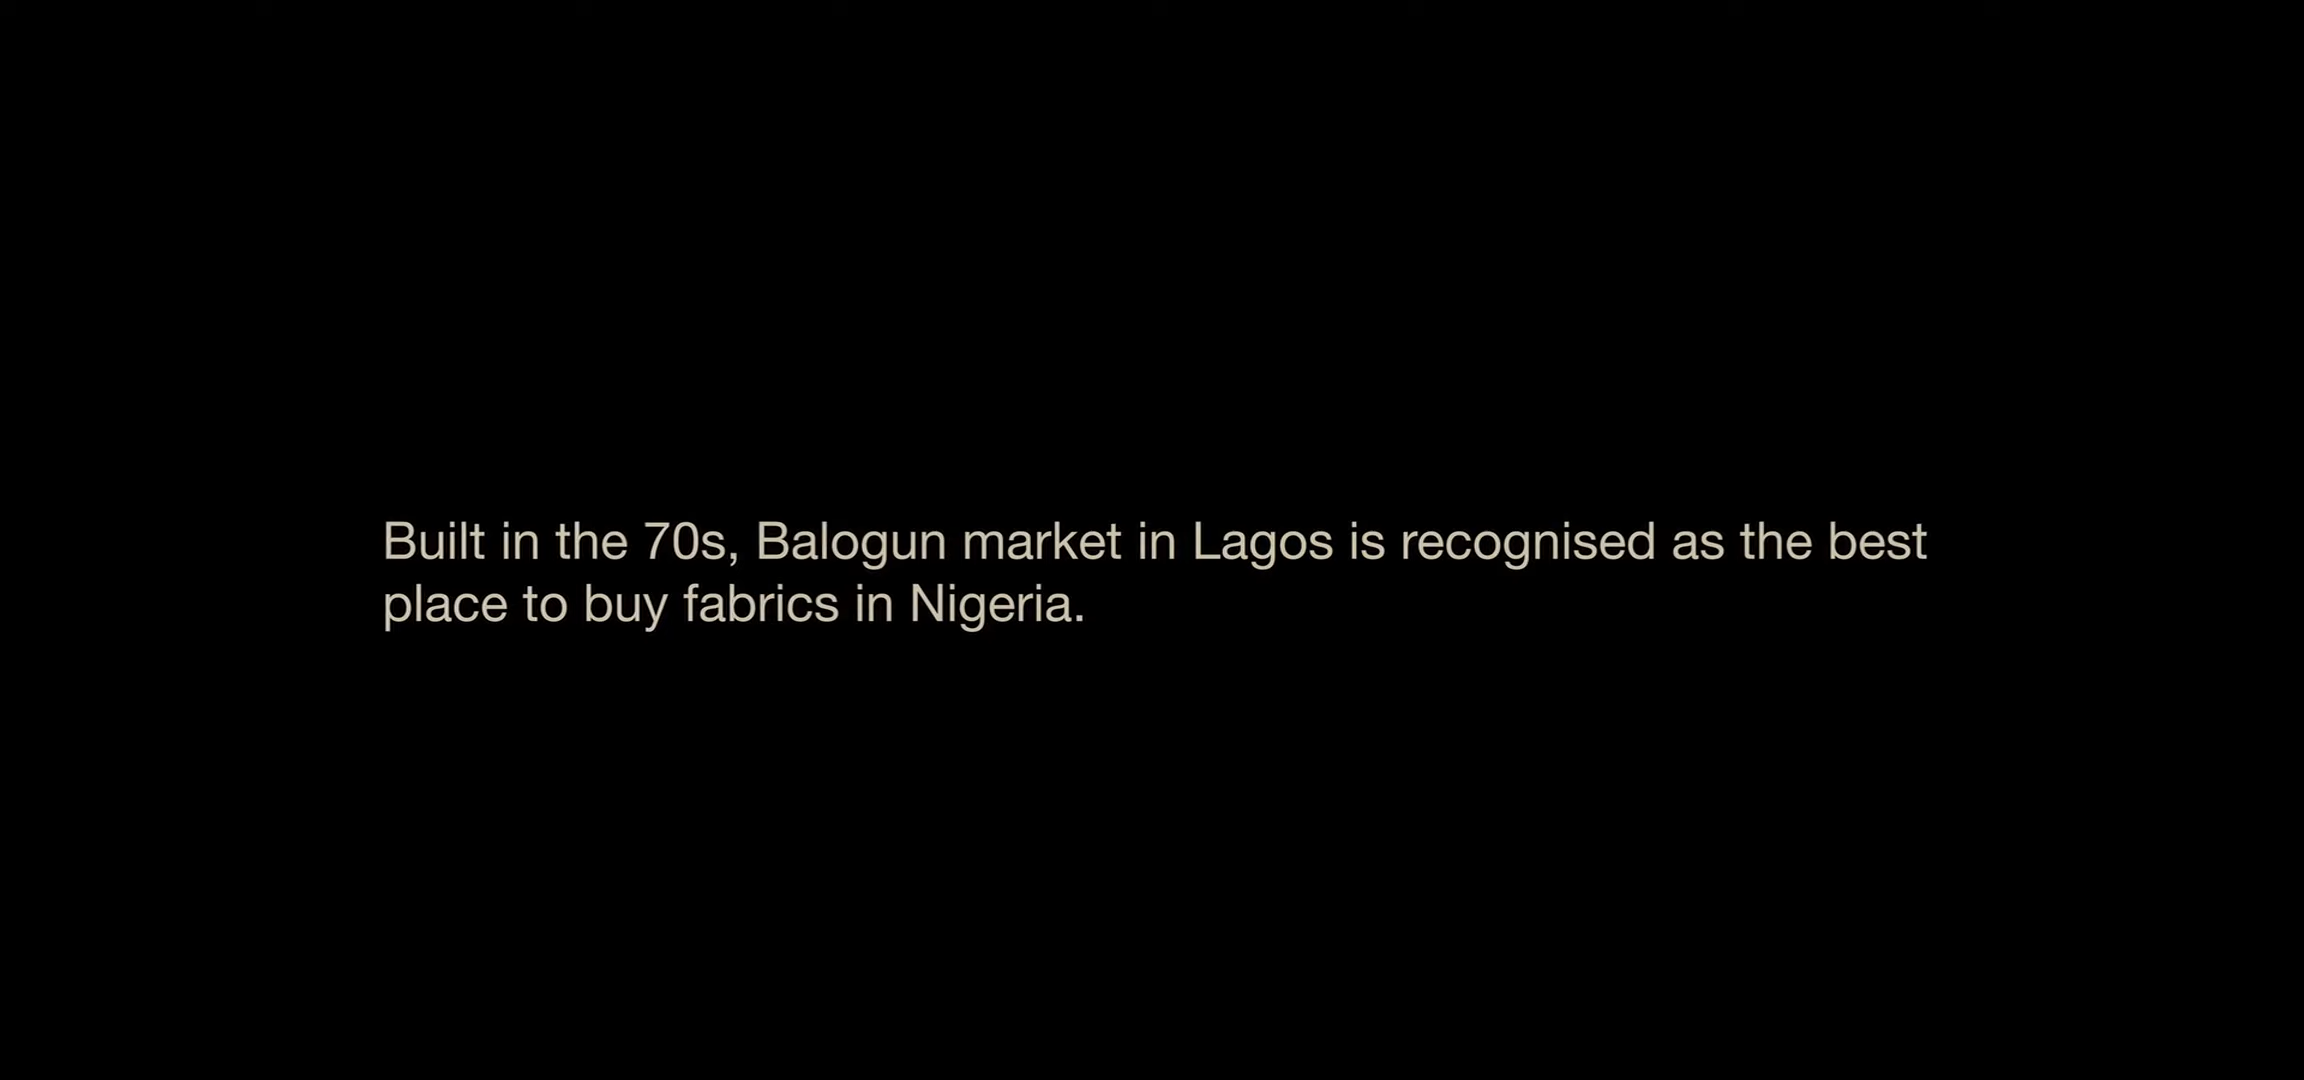 Built in the 70s, Balogun market in Lagos is recognised as the best
place to buy fabrics in Nigeria.